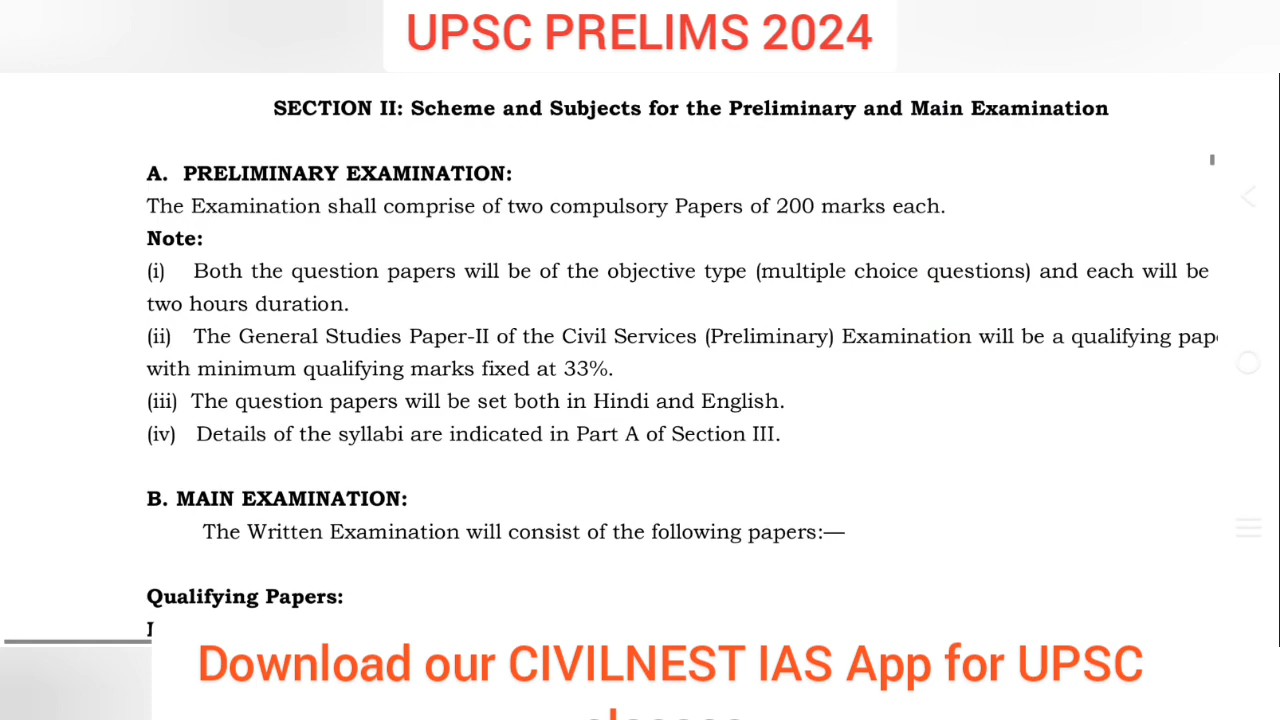 UPSC PRELIMS 2024
SECTION II: Scheme and Subjects for the Preliminary and Main Examination
A. PRELIMINARY EXAMINATION:
The Examination shall comprise of two compulsory Papers of 200 marks each.
Note:
(i) Both the question papers will be of the objective type (multiple choice questions) and each will be
two hours duration.
(ii) The General Studies Paper-II of the Civil Services (Preliminary) Examination will be a qualifying
with minimum qualifying marks fixed at 33%.
(iii) The question papers will be set both in Hindi and English.
(iv) Details of the syllabi are indicated in Part A of Section III.
B. MAIN EXAMINATION:
The Written Examination will consist of the following papers:—
Qualifying Papers:
Download our CIVILNEST IAS App for UPSC